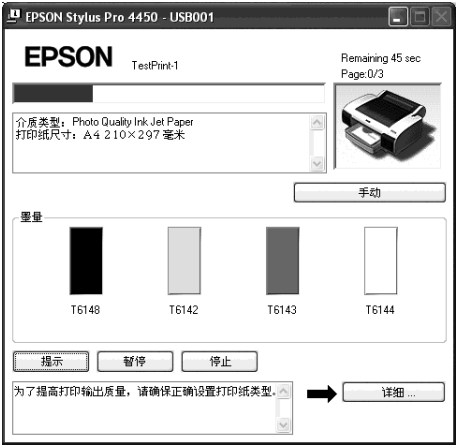 EPSON Stylus Pro 4450 - USB001
EPSON
TestPrint-1
Remaining 45 sec
Page:0/3
介质类型：Photo Quality Ink Jet Paper
打印纸尺寸：A4 210×297 毫米
手动
墨量
T6148
T6142
T6143
T6144
提示
暂停
停止
为了提高打印输出质量，请确保正确设置打印纸类型。
详细 ...